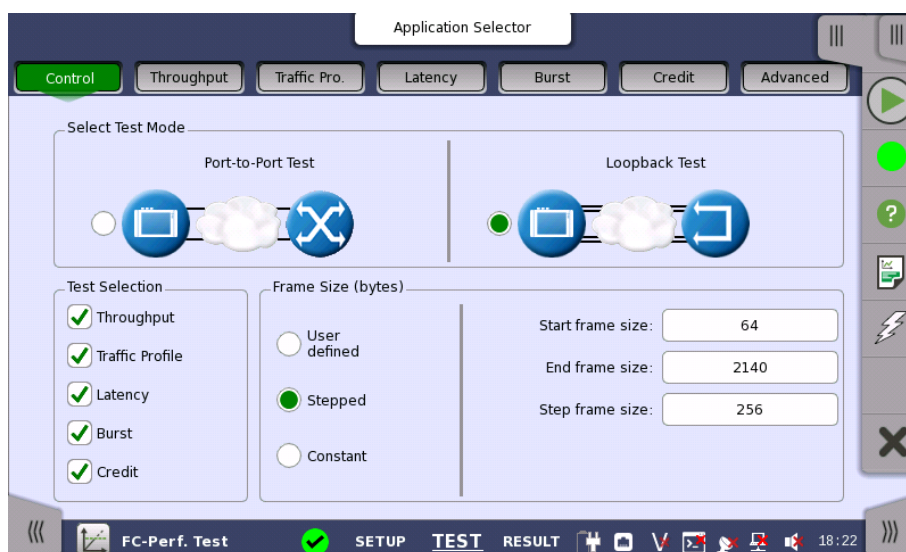 Application Selector
Control Throughput Traffic Pro. Latency Burst Credit Advanced
Select Test Mode
Port-to-Port Test
Loopback Test
Test Selection
Throughput
Traffic Profile
Latency
Burst
Credit
Frame Size (bytes)
User
defined
Stepped
Constant
Start frame size: 64
End frame size: 2140
Step frame size: 256
FC-Perf. Test SETUP TEST RESULT 18:22